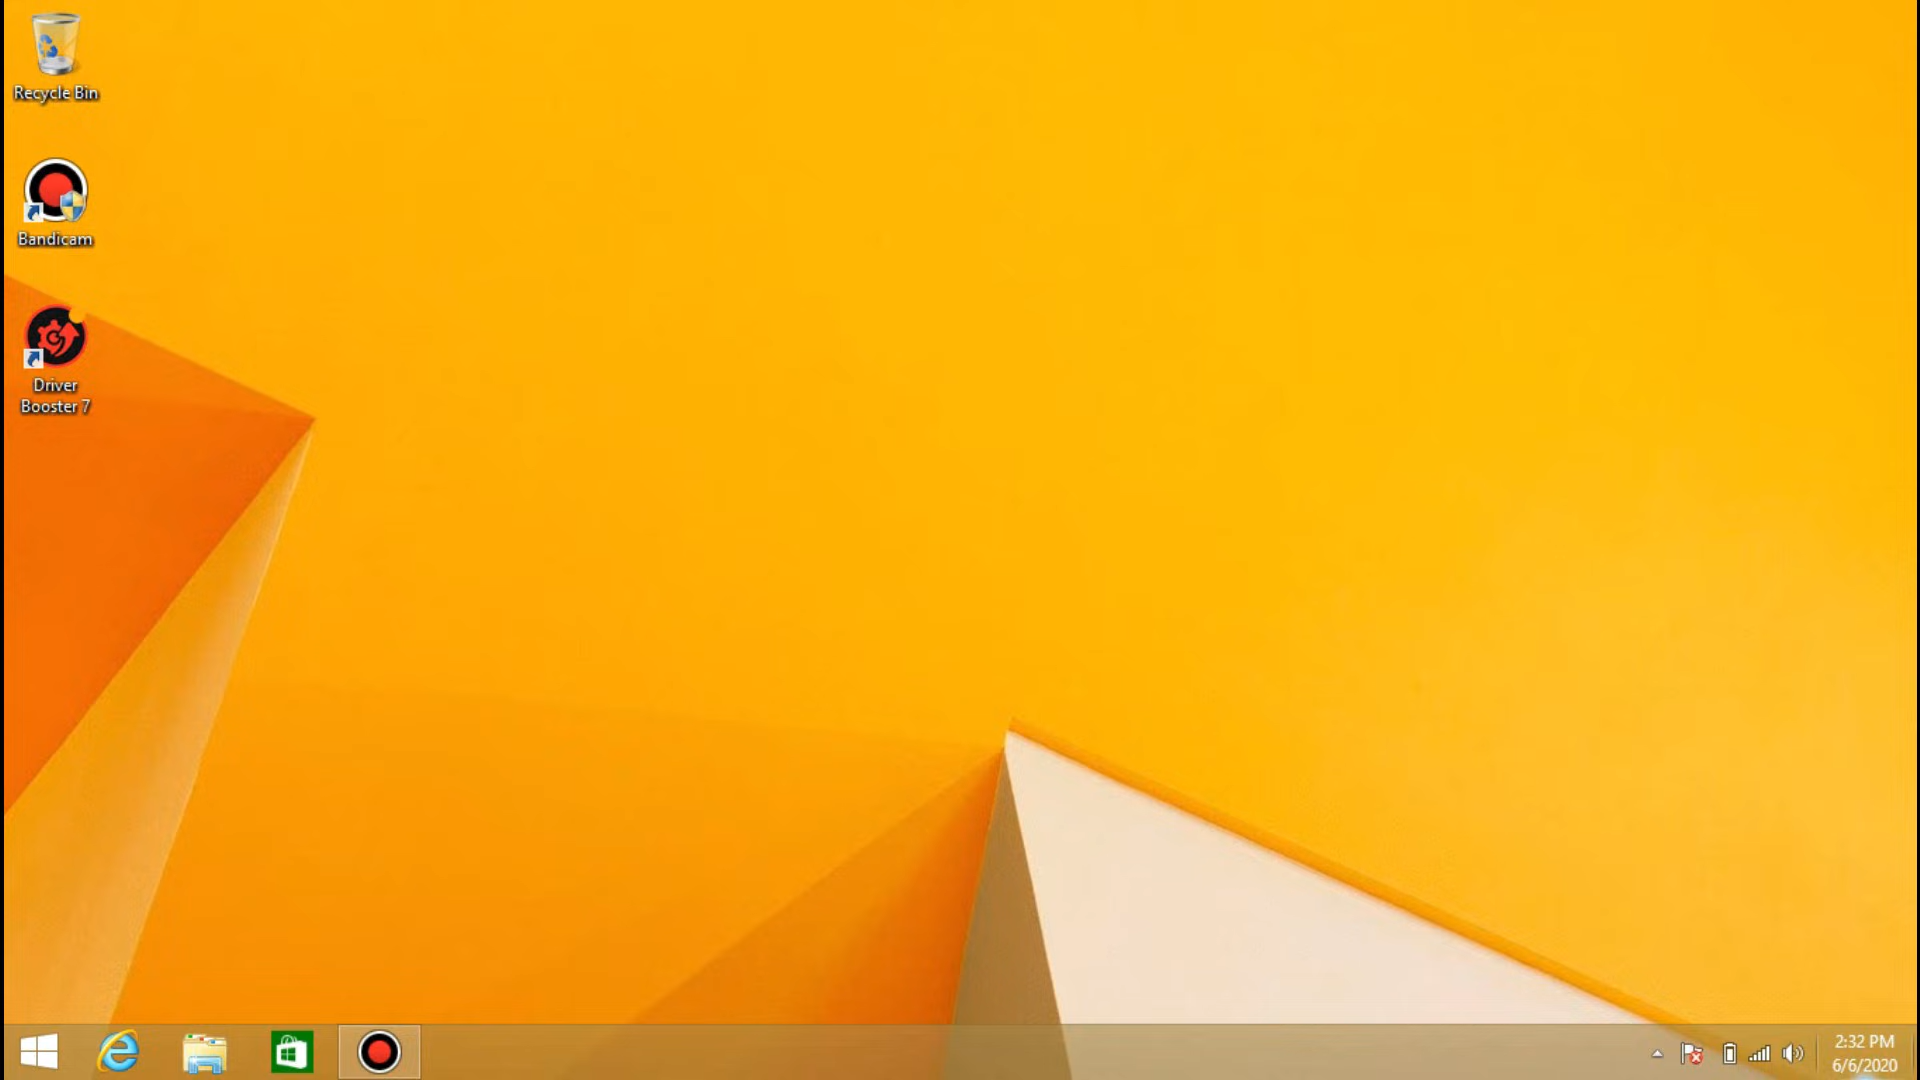 Recycle Bin
Bandicam
Driver
Booster 7
2:32 PM
6/6/2020